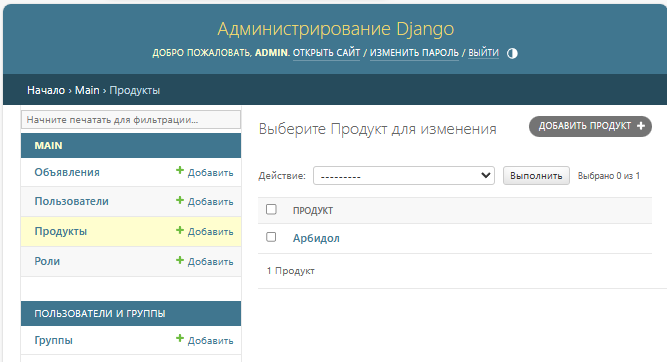 Администрирование Django
ДОБРО ПОЖАЛОВАТЬ, ADMIN. ОТКРЫТЬ САЙТ / ИЗМЕНИТЬ ПАРОЛЬ / ВЫЙТИ
Начало › Main › Продукты
Начните печатать для фильтрации...
MAIN
Объявления + Добавить
Пользователи + Добавить
Продукты + Добавить
Роли + Добавить
ПОЛЬЗОВАТЕЛИ И ГРУППЫ
Группы + Добавить
Выберите Продукт для изменения
ДОБАВИТЬ ПРОДУКТ +
Действие: --------- Выполнить Выбрано 0 из 1
ПРОДУКТ
Арбидол
1 Продукт